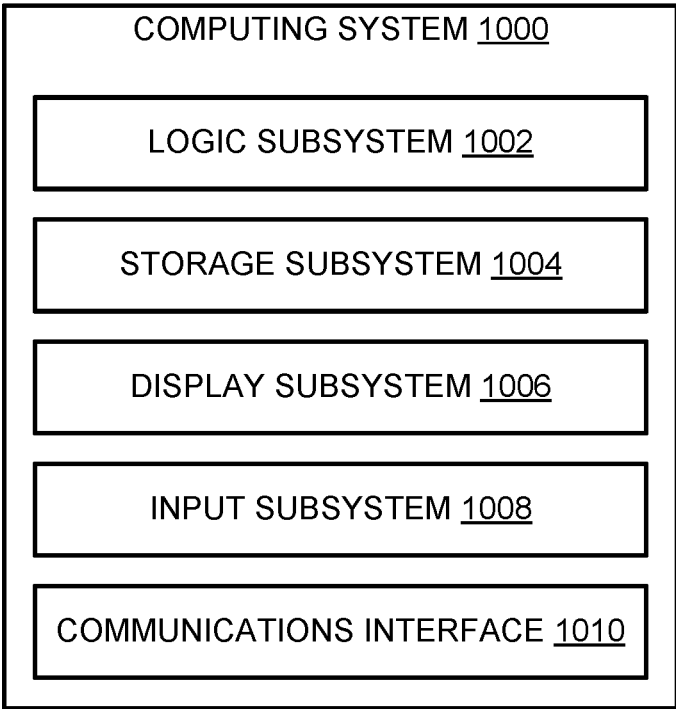 COMPUTING SYSTEM 1000
LOGIC SUBSYSTEM 1002
STORAGE SUBSYSTEM 1004
DISPLAY SUBSYSTEM 1006
INPUT SUBSYSTEM 1008
COMMUNICATIONS INTERFACE 1010